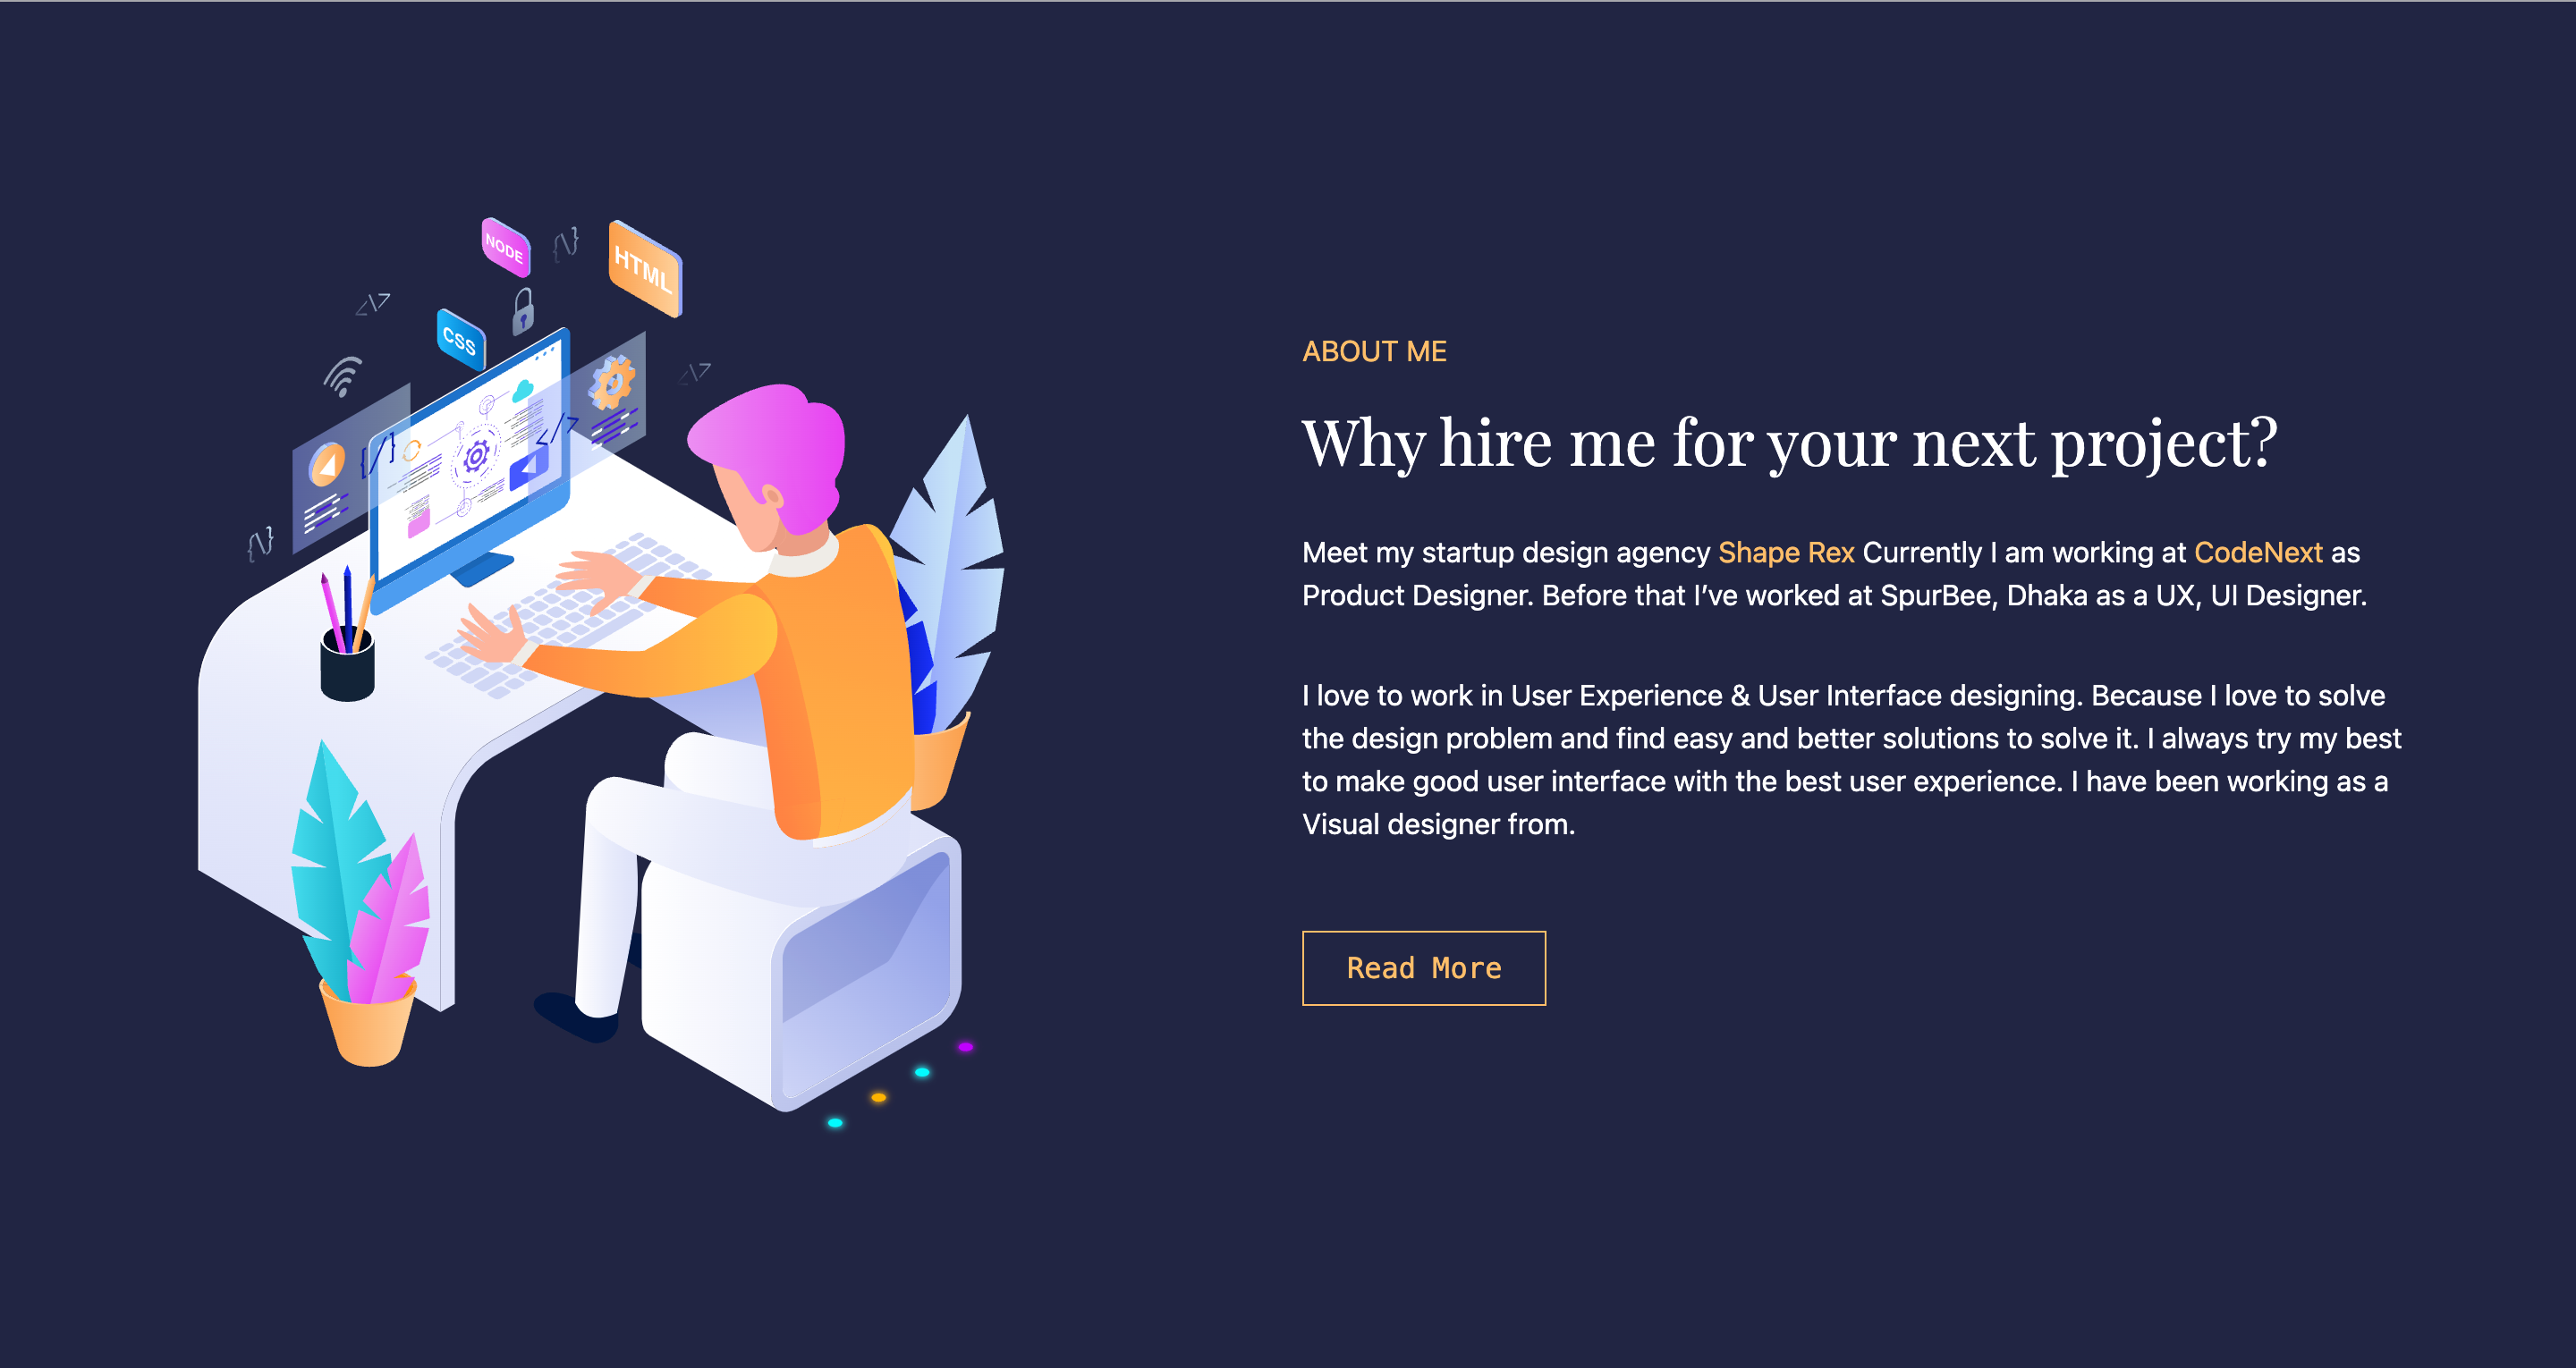 NODE
HTML
CSS
ABOUT ME
Why hire me for your next project?
Meet my startup design agency Shape Rex Currently I am working at CodeNext as
Product Designer. Before that I’ve worked at SpurBee, Dhaka as a UX, UI Designer.
I love to work in User Experience & User Interface designing. Because I love to solve
the design problem and find easy and better solutions to solve it. I always try my best
to make good user interface with the best user experience. I have been working as a
Visual designer from.
Read More